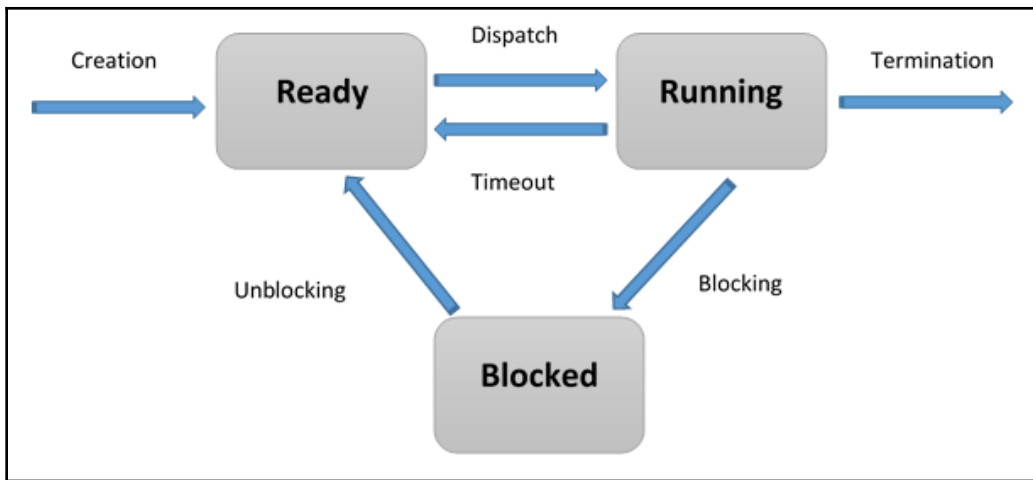 Creation
Ready
Dispatch
Running
Termination
Timeout
Unblocking
Blocking
Blocked